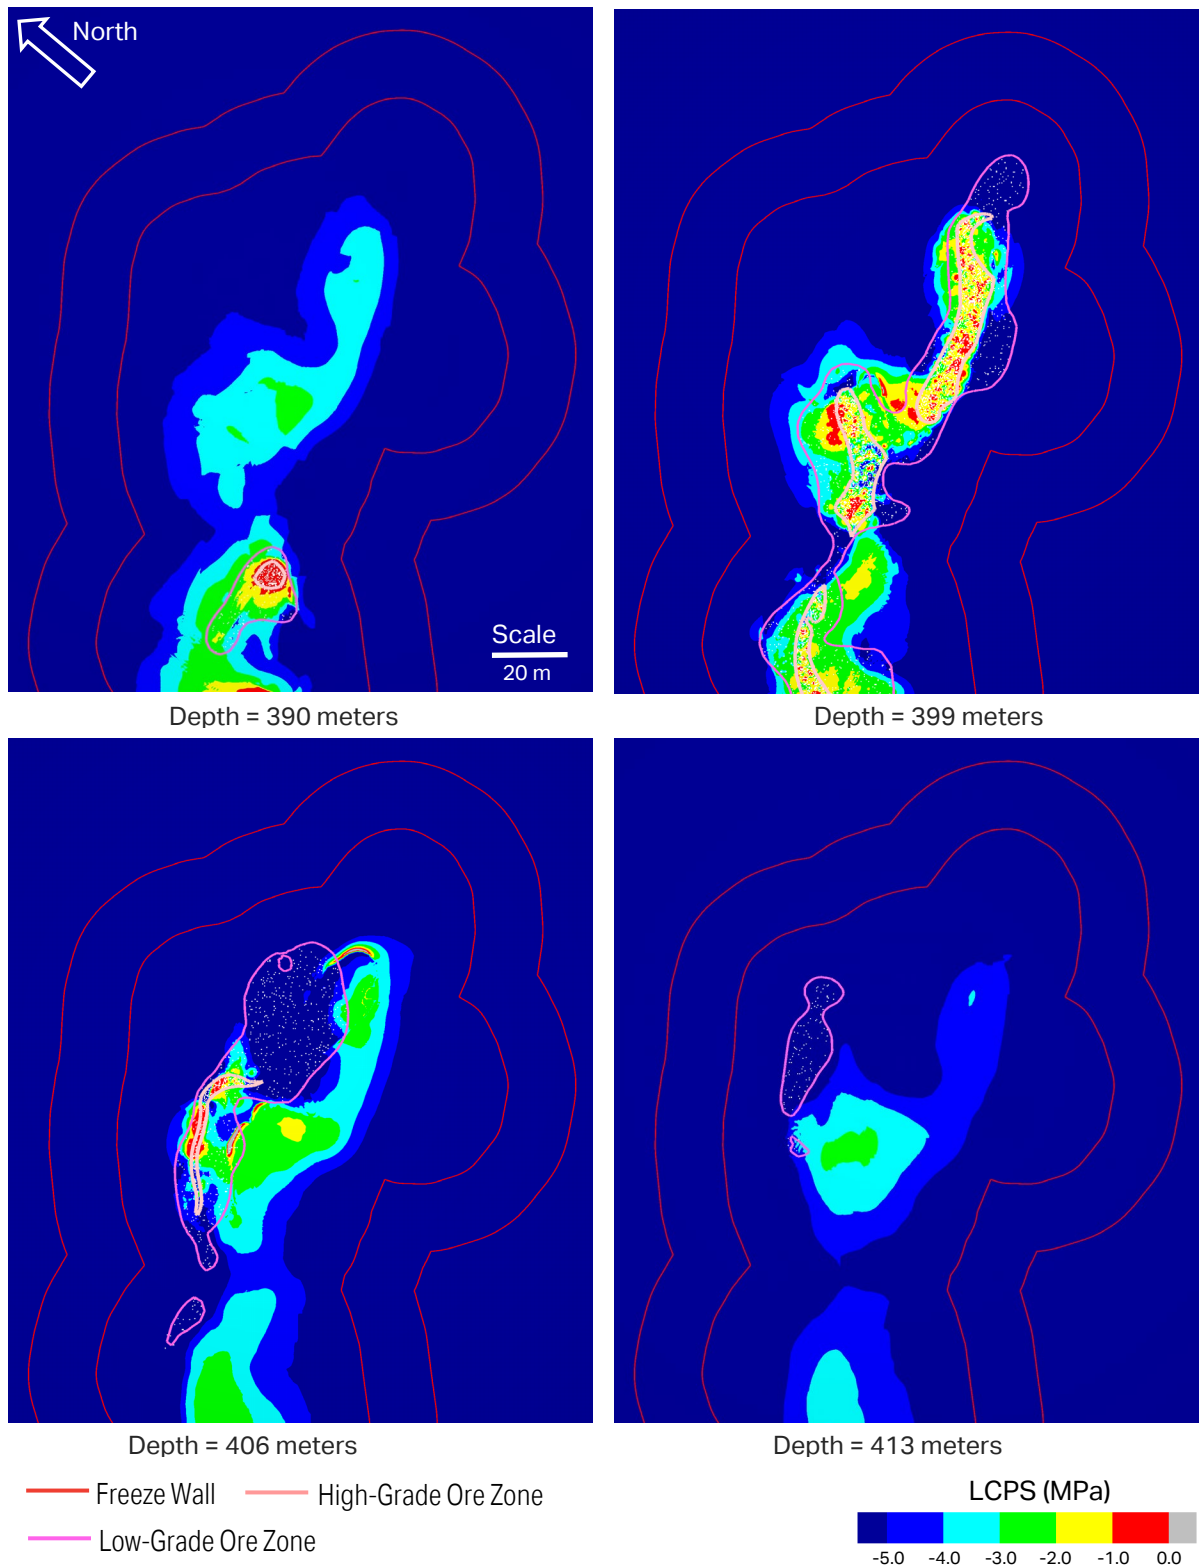 North
Scale
20 m
Depth = 390 meters
Depth = 399 meters
Depth = 406 meters
Depth = 413 meters
Freeze Wall
High-Grade Ore Zone
Low-Grade Ore Zone
LCPS (MPa)
-5.0 -4.0 -3.0 -2.0 -1.0 0.0